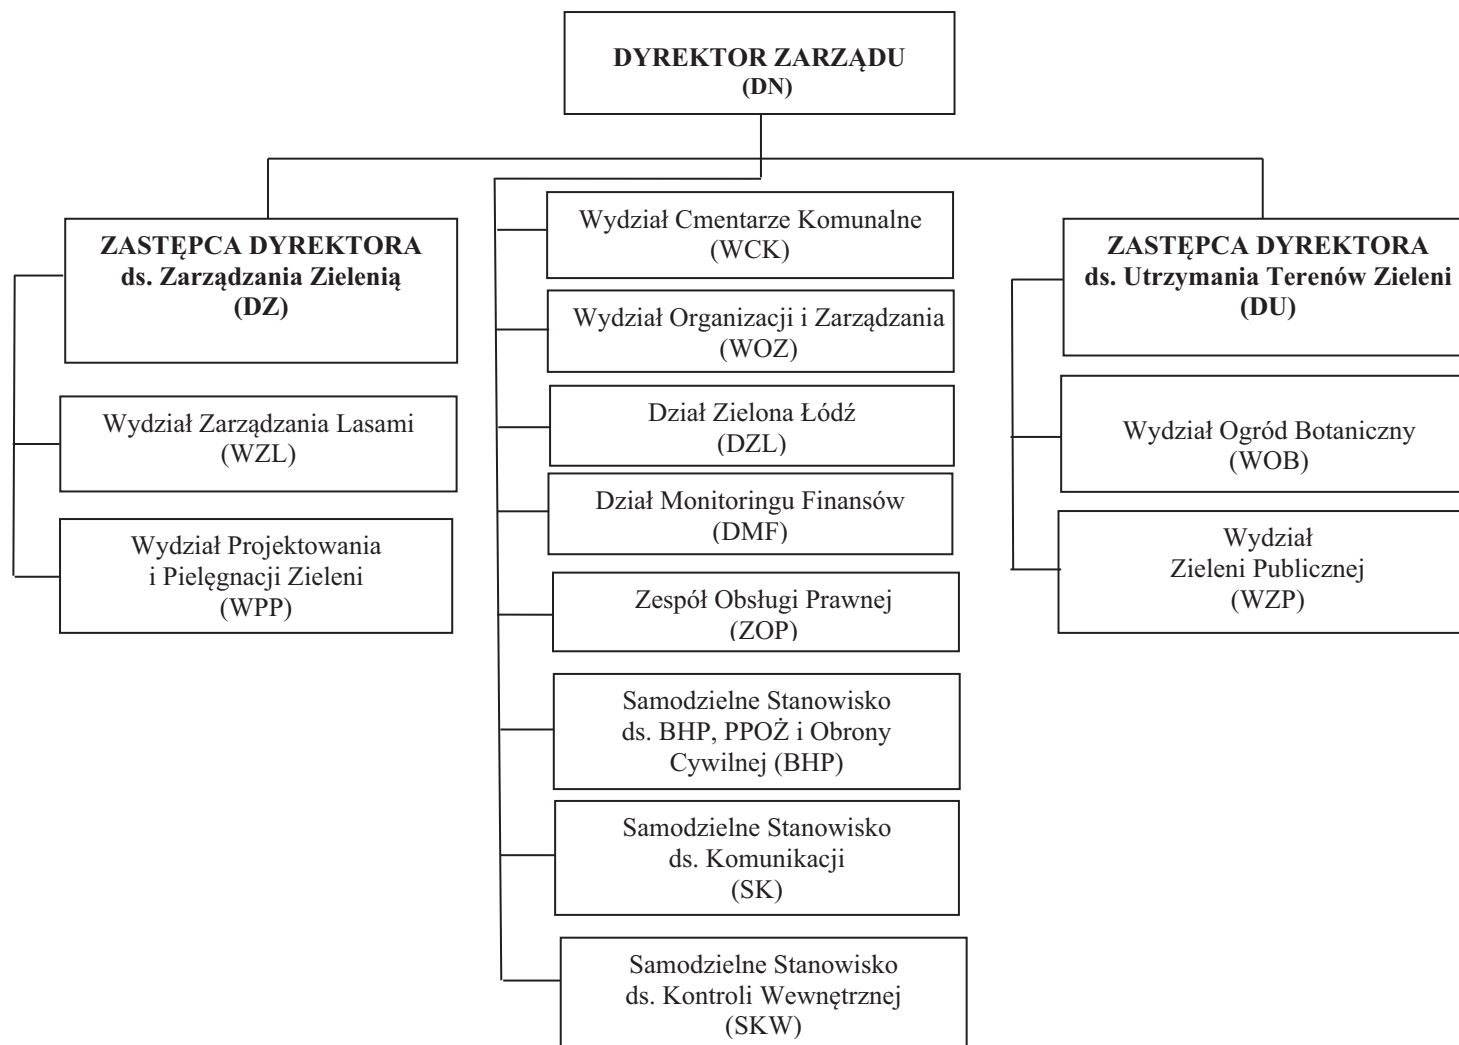 DYREKTOR ZARZĄDU
(DN)
ZASTĘPCA DYREKTORA
ds. Zarządzania Zielenią
(DZ)
Wydział Zarządzania Lasami
(WZL)
Wydział Projektowania
i Pielęgnacji Zieleni
(WPP)
Wydział Cmentarze Komunalne
(WCK)
Wydział Organizacji i Zarządzania
(WOZ)
Dział Zielona Łódź
(DZL)
Dział Monitoringu Finansów
(DMF)
Zespół Obsługi Prawnej
(ZOP)
Samodzielne Stanowisko
ds. BHP, PPOŻ i Obrony
Cywilnej (BHP)
Samodzielne Stanowisko
ds. Komunikacji
(SK)
Samodzielne Stanowisko
ds. Kontroli Wewnętrznej
(SKW)
ZASTĘPCA DYREKTORA
ds. Utrzymania Terenów Zieleni
(DU)
Wydział Ogród Botaniczny
(WOB)
Wydział
Zieleni Publicznej
(WZP)